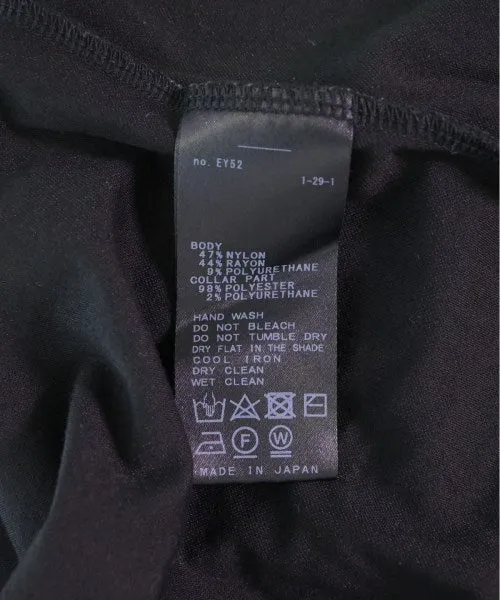 no. EY52
1-29-1
BODY
47% NYLON
44% RAYON
9% POLYURETHANE
COLLAR PART
98% POLYESTER
2% POLYURETHANE
HAND WASH
DO NOT BLEACH
DO NOT TUMBLE DRY
DRY FLAT IN THE SHADE
COOL IRON
DRY CLEAN
WET CLEAN
F W
MADE IN JAPAN